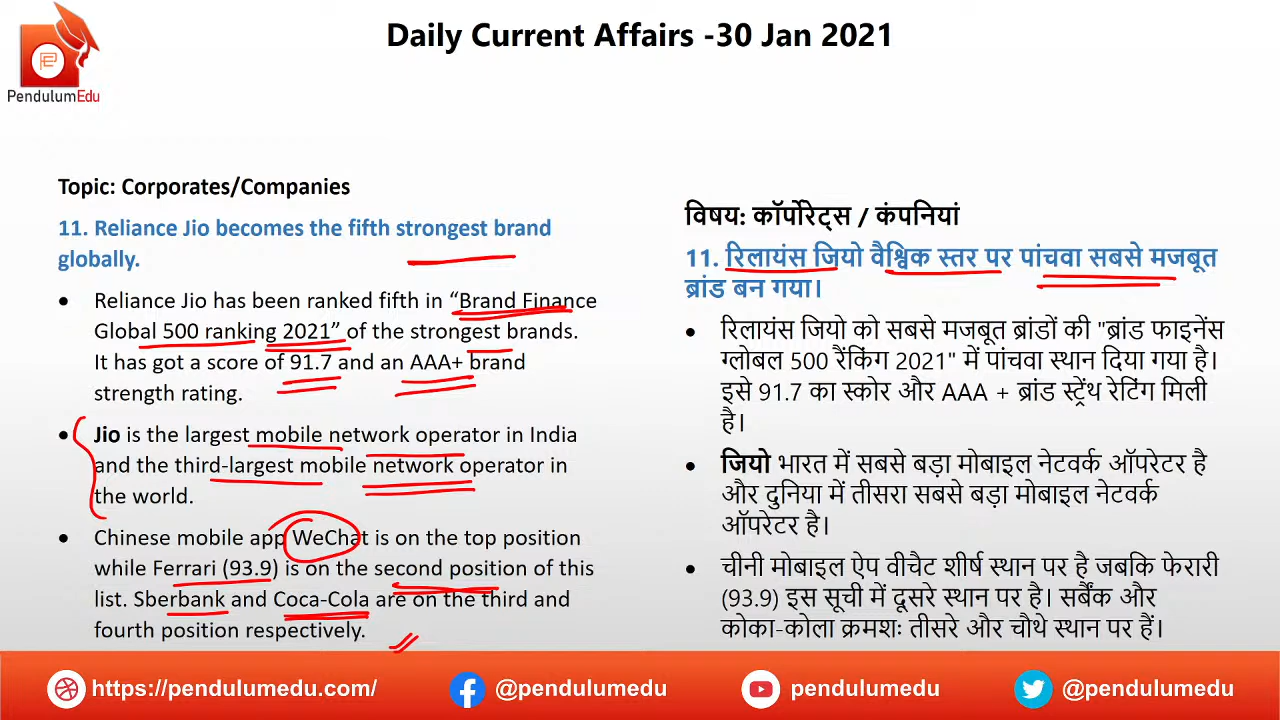 Daily Current Affairs -30 Jan 2021
PendulumEdu
Topic: Corporates/Companies
11. Reliance Jio becomes the fifth strongest brand
globally.
• Reliance Jio has been ranked fifth in “Brand Finance
Global 500 ranking 2021” of the strongest brands.
It has got a score of 91.7 and an AAA+ brand
strength rating.
• Jio is the largest mobile network operator in India
and the third-largest mobile network operator in
the world.
• Chinese mobile app WeChat is on the top position
while Ferrari (93.9) is on the second position of this
list. Sberbank and Coca-Cola are on the third and
fourth position respectively.
विषय: कॉर्पोरेट्स / कंपनियां
11. रिलायंस जियो वैश्विक स्तर पर पांचवा सबसे मजबूत
ब्रांड बन गया।
• रिलायंस जियो को सबसे मजबूत ब्रांडों की "ब्रांड फाइनेंस
ग्लोबल 500 रैंकिंग 2021" में पांचवा स्थान दिया गया है।
इसे 91.7 का स्कोर और AAA + ब्रांड स्ट्रेंथ रेटिंग मिली
है।
• जियो भारत में सबसे बड़ा मोबाइल नेटवर्क ऑपरेटर है
और दुनिया में तीसरा सबसे बड़ा मोबाइल नेटवर्क
ऑपरेटर है।
• चीनी मोबाइल ऐप वीचैट शीर्ष स्थान पर है जबकि फेरारी
(93.9) इस सूची में दूसरे स्थान पर है। सर्बैंक और
कोका-कोला क्रमशः तीसरे और चौथे स्थान पर हैं।
https://pendulumedu.com/
@pendulumedu
pendulumedu
@pendulumedu